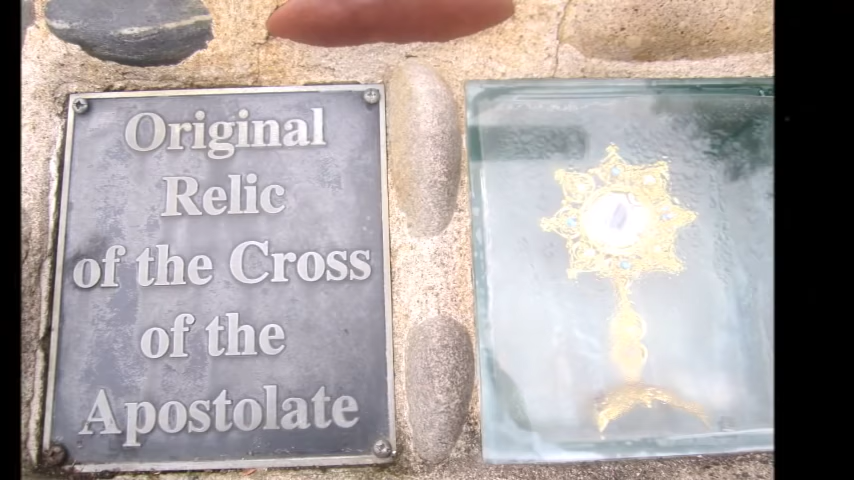 Original
Relic
of the Cross
of the
Apostolate